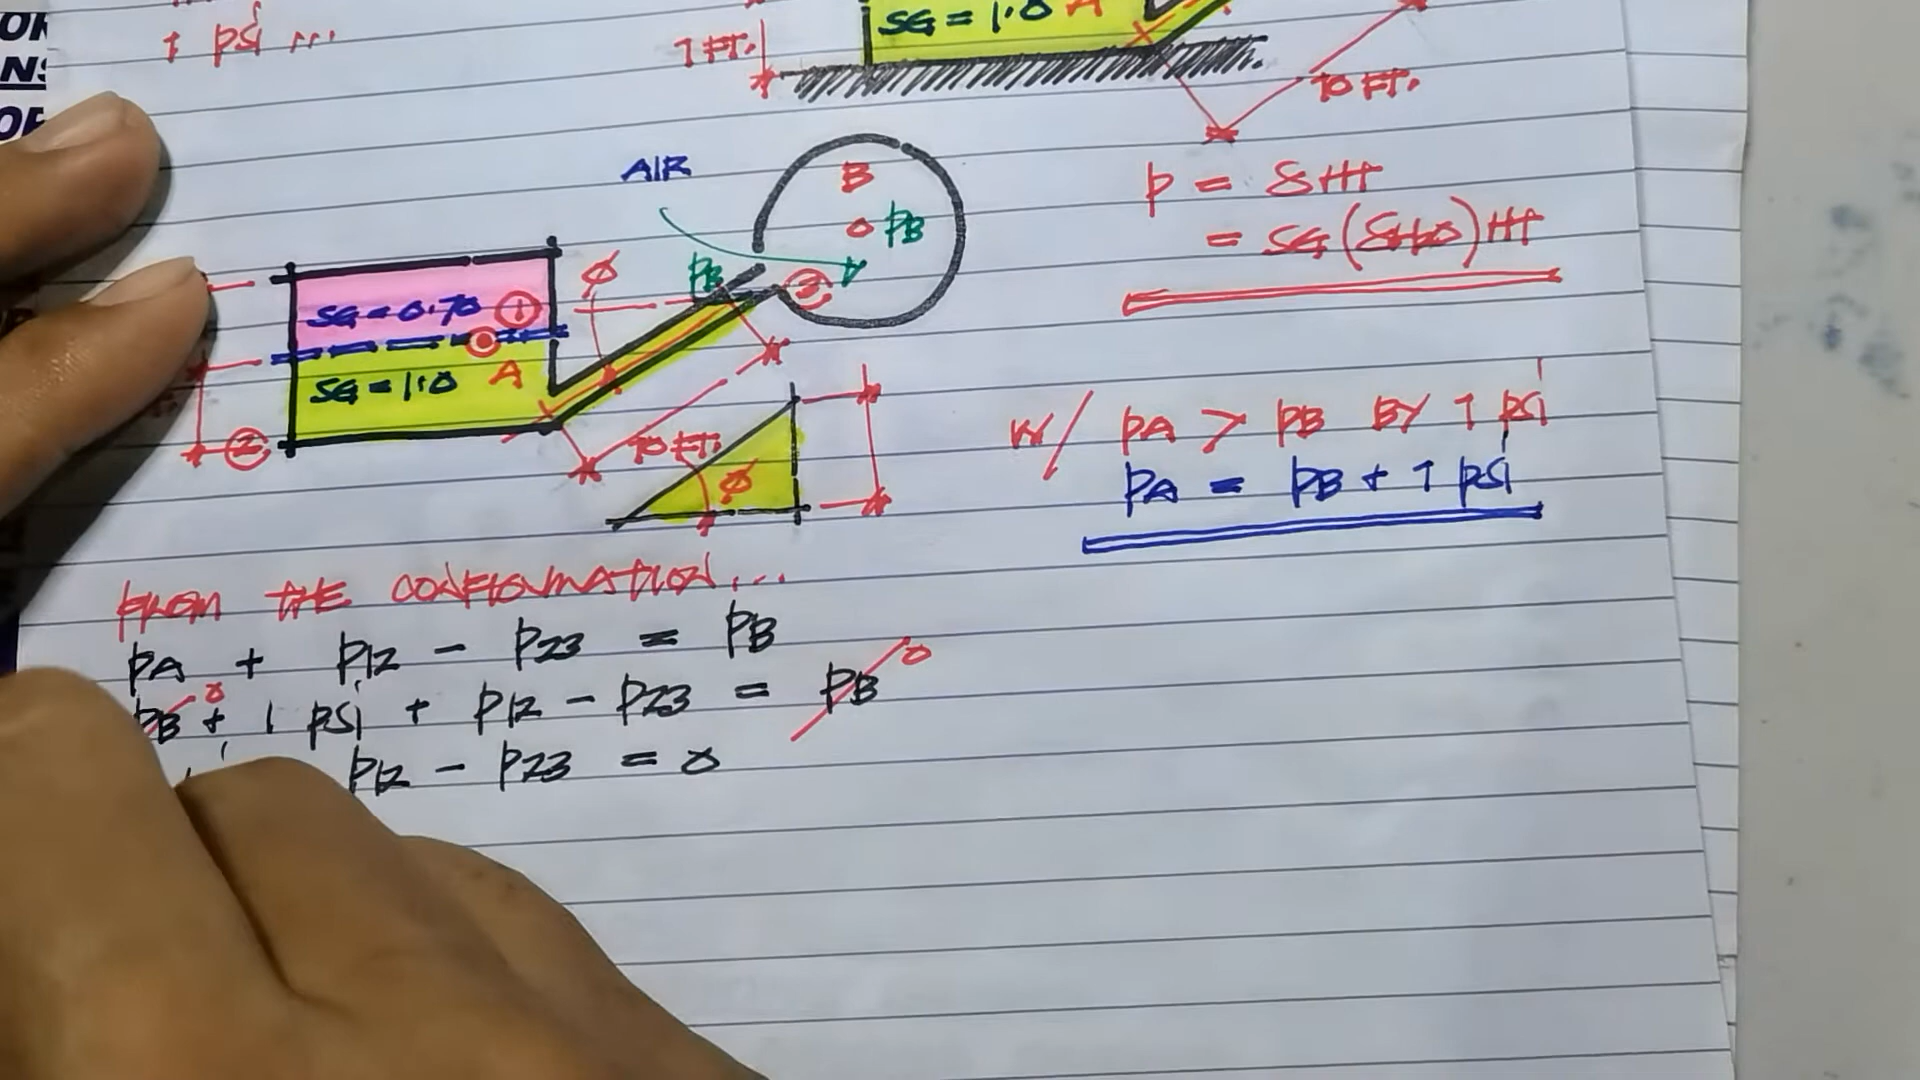 1 psi ...
SG = 1.0 A
1 FT.
10 FT.
AIR
B
PB
PB
3
φ
SG = 0.70 1
SG = 1.0 A
2
10 FT.
φ
p = γH
= SG (γH2O) H
w/ PA > PB BY 1 psi
PA = PB + 1 psi
FROM THE CONFIGURATION...
PA + P12 - P23 = PB
PB + 1 psi + P12 - P23 = PB
P12 - P23 = 0